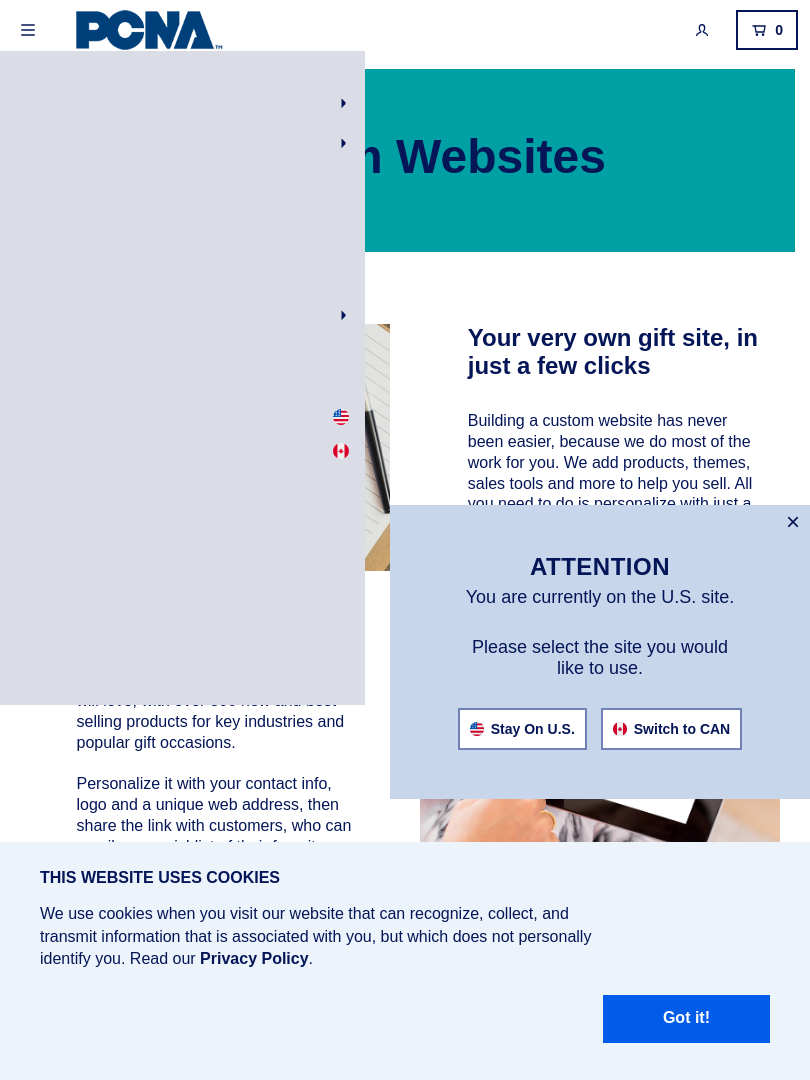 PCNA™
0
Websites
Your very own gift site, in
just a few clicks
Building a custom website has never
been easier, because we do most of the
work for you. We add products, themes,
sales tools and more to help you sell. All
you need to do is personalize with just a
ATTENTION
You are currently on the U.S. site.
Please select the site you would
like to use.
Stay On U.S.
Switch to CAN
selling products for key industries and
popular gift occasions.
Personalize it with your contact info,
logo and a unique web address, then
share the link with customers, who can
THIS WEBSITE USES COOKIES
We use cookies when you visit our website that can recognize, collect, and
transmit information that is associated with you, but which does not personally
identify you. Read our Privacy Policy.
Got it!